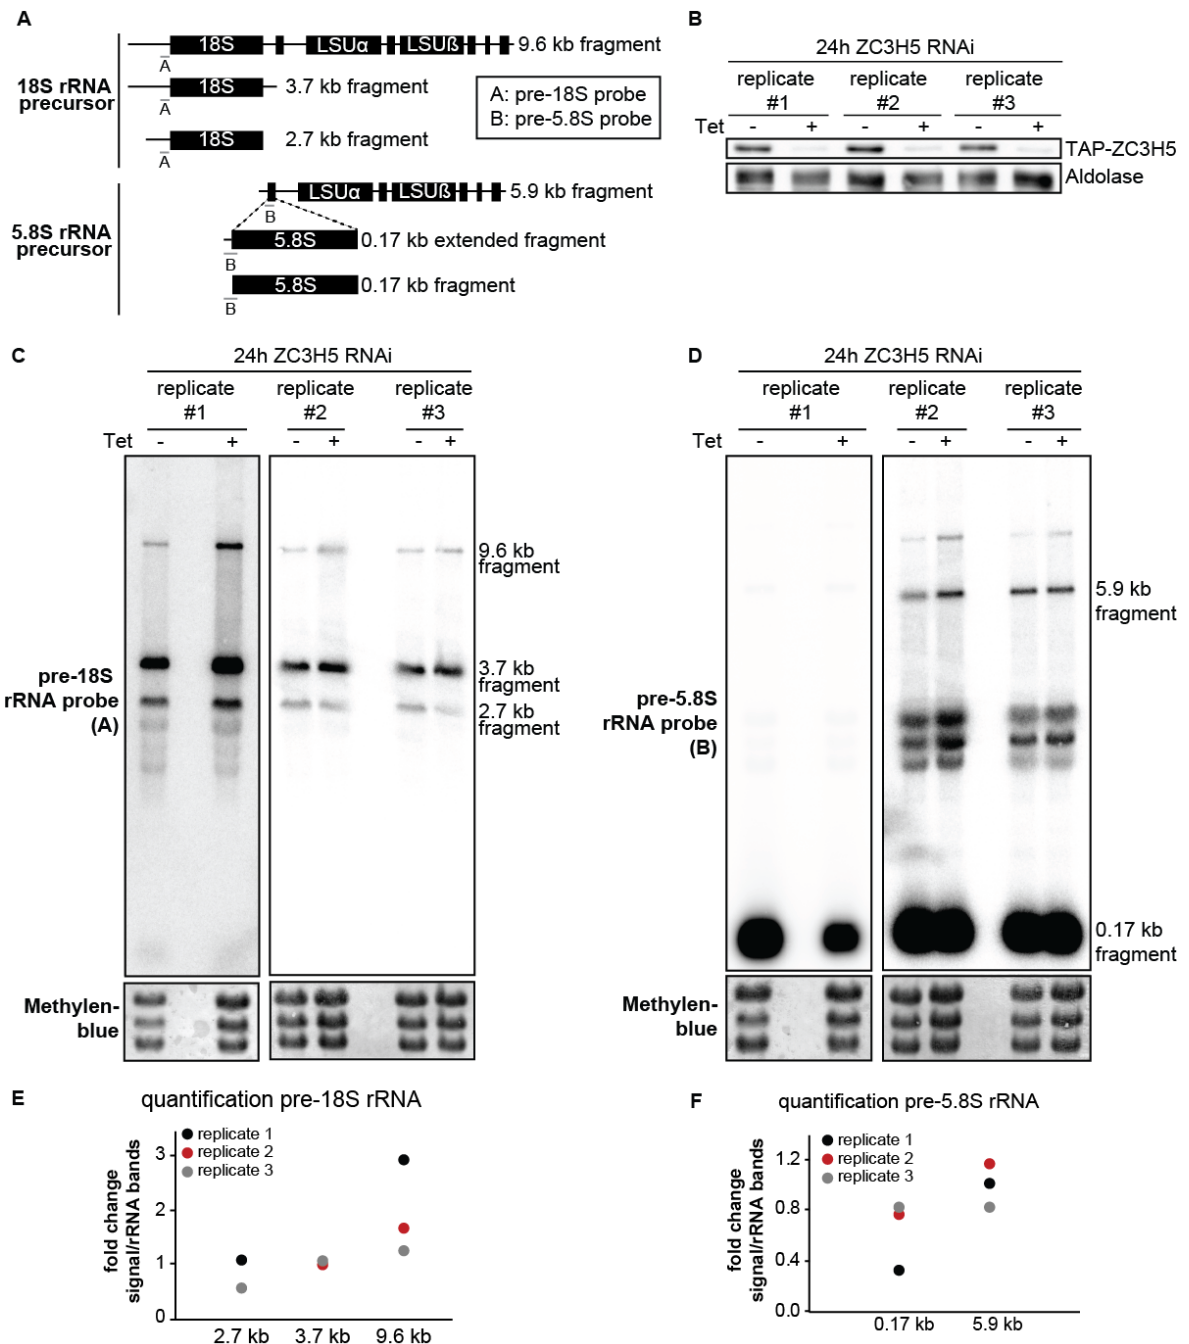 A
18S
LSUα
LSUß
9.6 kb fragment
A
18S rRNA
precursor
18S
3.7 kb fragment
A
A: pre-18S probe
B: pre-5.8S probe
18S
2.7 kb fragment
A
LSUα
LSUß
5.9 kb fragment
B
5.8S rRNA
precursor
5.8S
0.17 kb extended fragment
B
5.8S
0.17 kb fragment
B
B
24h ZC3H5 RNAi
replicate replicate replicate
#1 #2 #3
Tet - + - + - +
TAP-ZC3H5
Aldolase
C
24h ZC3H5 RNAi
replicate replicate replicate
#1 #2 #3
Tet - + - + - +
9.6 kb
fragment
pre-18S
rRNA probe
(A)
3.7 kb
fragment
2.7 kb
fragment
Methylen-
blue
D
24h ZC3H5 RNAi
replicate replicate replicate
#1 #2 #3
Tet - + - + - +
5.9 kb
fragment
pre-5.8S
rRNA probe
(B)
0.17 kb
fragment
Methylen-
blue
E
quantification pre-18S rRNA
fold change
signal/rRNA bands
replicate 1
replicate 2
replicate 3
3
2
1
0
2.7 kb 3.7 kb 9.6 kb
F
quantification pre-5.8S rRNA
fold change
signal/rRNA bands
replicate 1
replicate 2
replicate 3
1.2
0.8
0.4
0.0
0.17 kb 5.9 kb